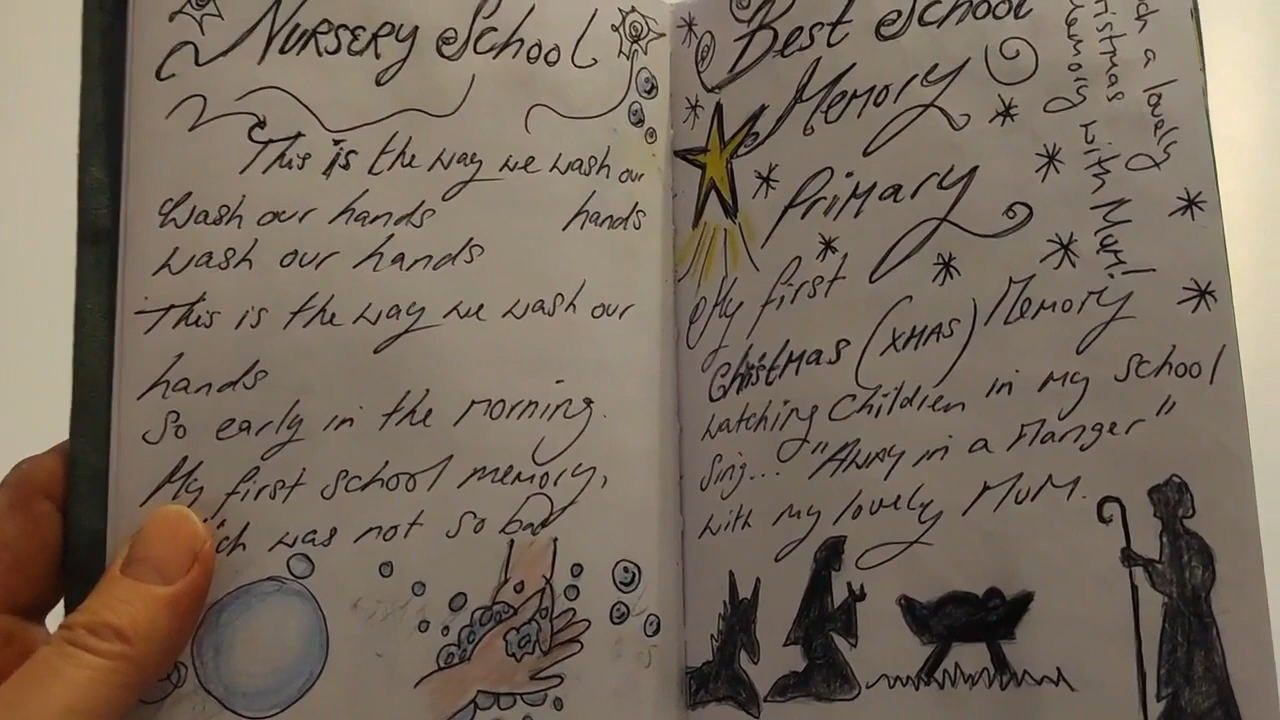 Nursery School
This is the way we wash our
hands
Wash our hands
wash our hands
This is the way we wash our
hands
So early in the morning.
My first school memory,
was not so bad
Best School
Memory
Primary
My first
Christmas (XMAS) Memory
watching Children in my school
Sing... "Away in a Manger"
with my lovely MUM.
a lovely
memory with Mum!